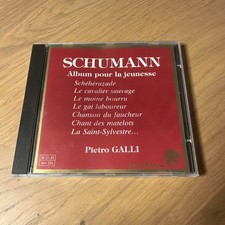 SCHUMANN
Album pour la jeunesse
Schéhérazade
Le cavalier sauvage
Le moine bourru
Le gai laboureur
Chanson du faucheur
Chant des matelots
La Saint-Sylvestre...
Pietro GALLI